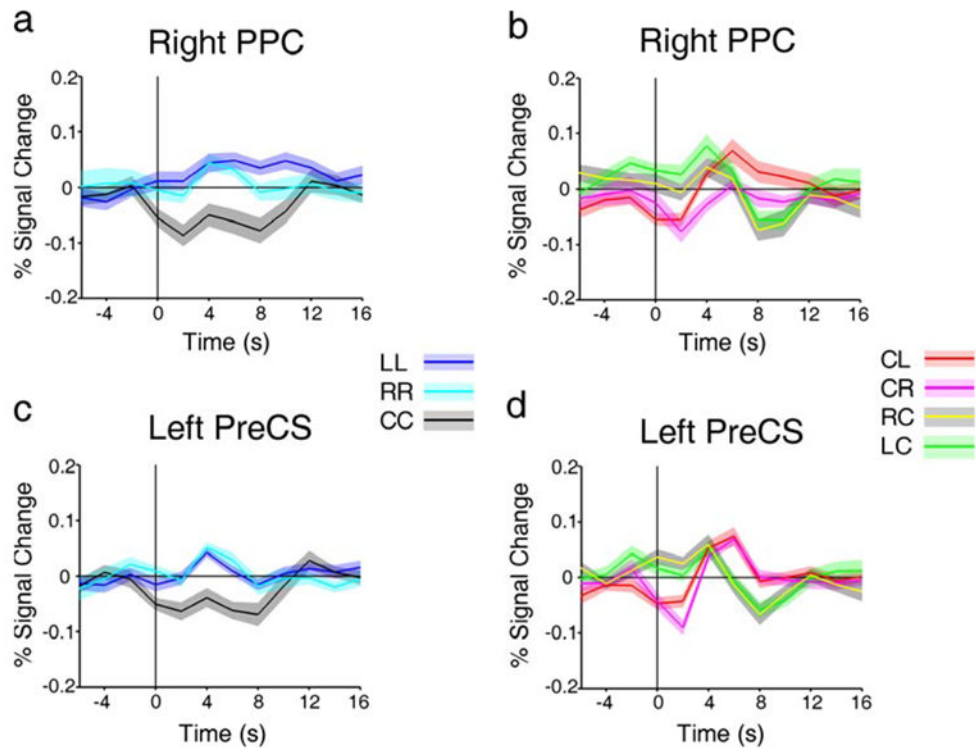 a
Right PPC
0.2
0.1
0
-0.1
-0.2
% Signal Change
-4 0 4 8 12 16
Time (s)
b
Right PPC
0.2
0.1
0
-0.1
-0.2
% Signal Change
-4 0 4 8 12 16
Time (s)
LL
RR
CC
CL
CR
RC
LC
c
Left PreCS
0.2
0.1
0
-0.1
-0.2
% Signal Change
-4 0 4 8 12 16
Time (s)
d
Left PreCS
0.2
0.1
0
-0.1
-0.2
% Signal Change
-4 0 4 8 12 16
Time (s)